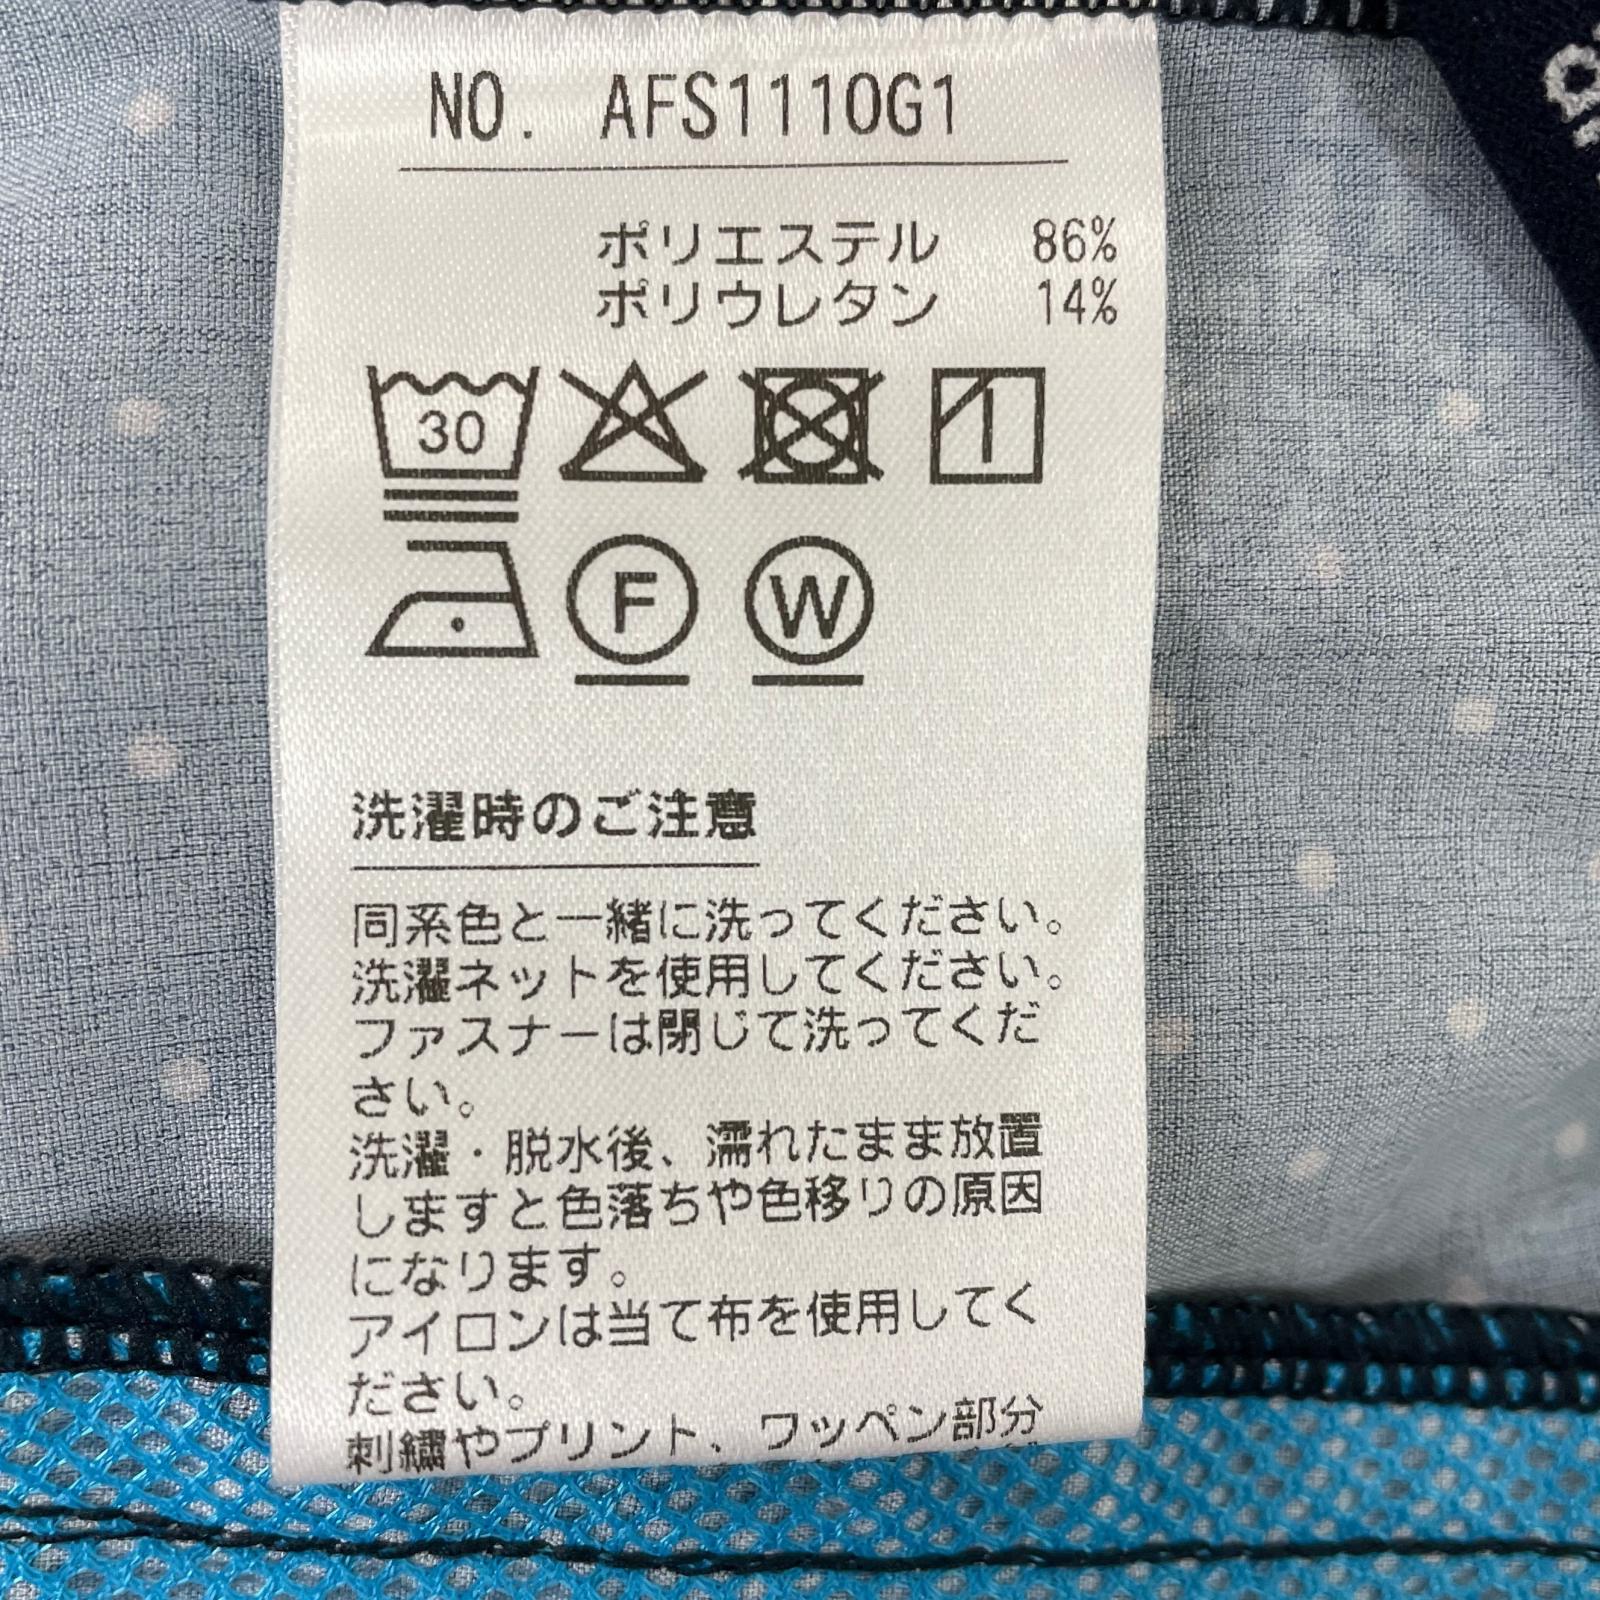 NO. AFS1110G1
ポリエステル 86%
ポリウレタン 14%
30
F W
洗濯時のご注意
同系色と一緒に洗ってください。
洗濯ネットを使用してください。
ファスナーは閉じて洗ってくだ
さい。
洗濯・脱水後、濡れたまま放置
しますと色落ちや色移りの原因
になります。
アイロンは当て布を使用してく
ださい。
刺繍やプリント、ワッペン部分